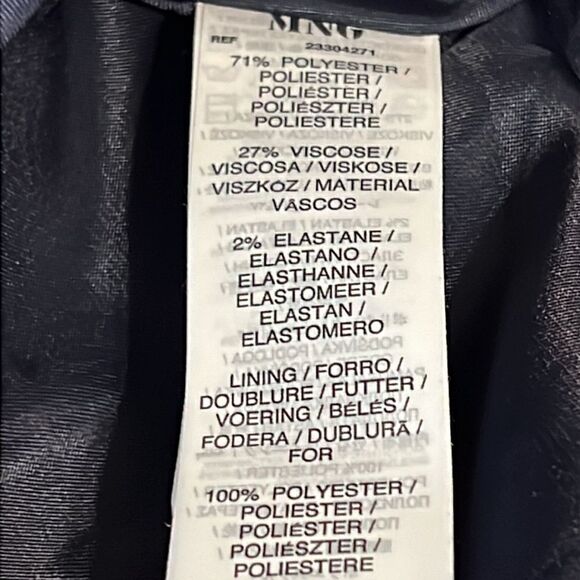 MNG
REF 23304271
71% POLYESTER /
POLIESTER /
POLIÉSTER /
POLIÉSZTER /
POLIESTERE
27% VISCOSE /
VISCOSA / VISKOSE /
VISZKÓZ / MATERIAL
VÂSCOS
2% ELASTANE /
ELASTANO /
ELASTHANNE /
ELASTOMEER /
ELASTAN /
ELASTOMERO
LINING / FORRO /
DOUBLURE / FUTTER /
VOERING / BÉLÉS /
FODERA / DUBLURĂ /
FOR
100% POLYESTER /
POLIESTER /
POLIÉSTER /
POLIÉSZTER /
POLIESTERE